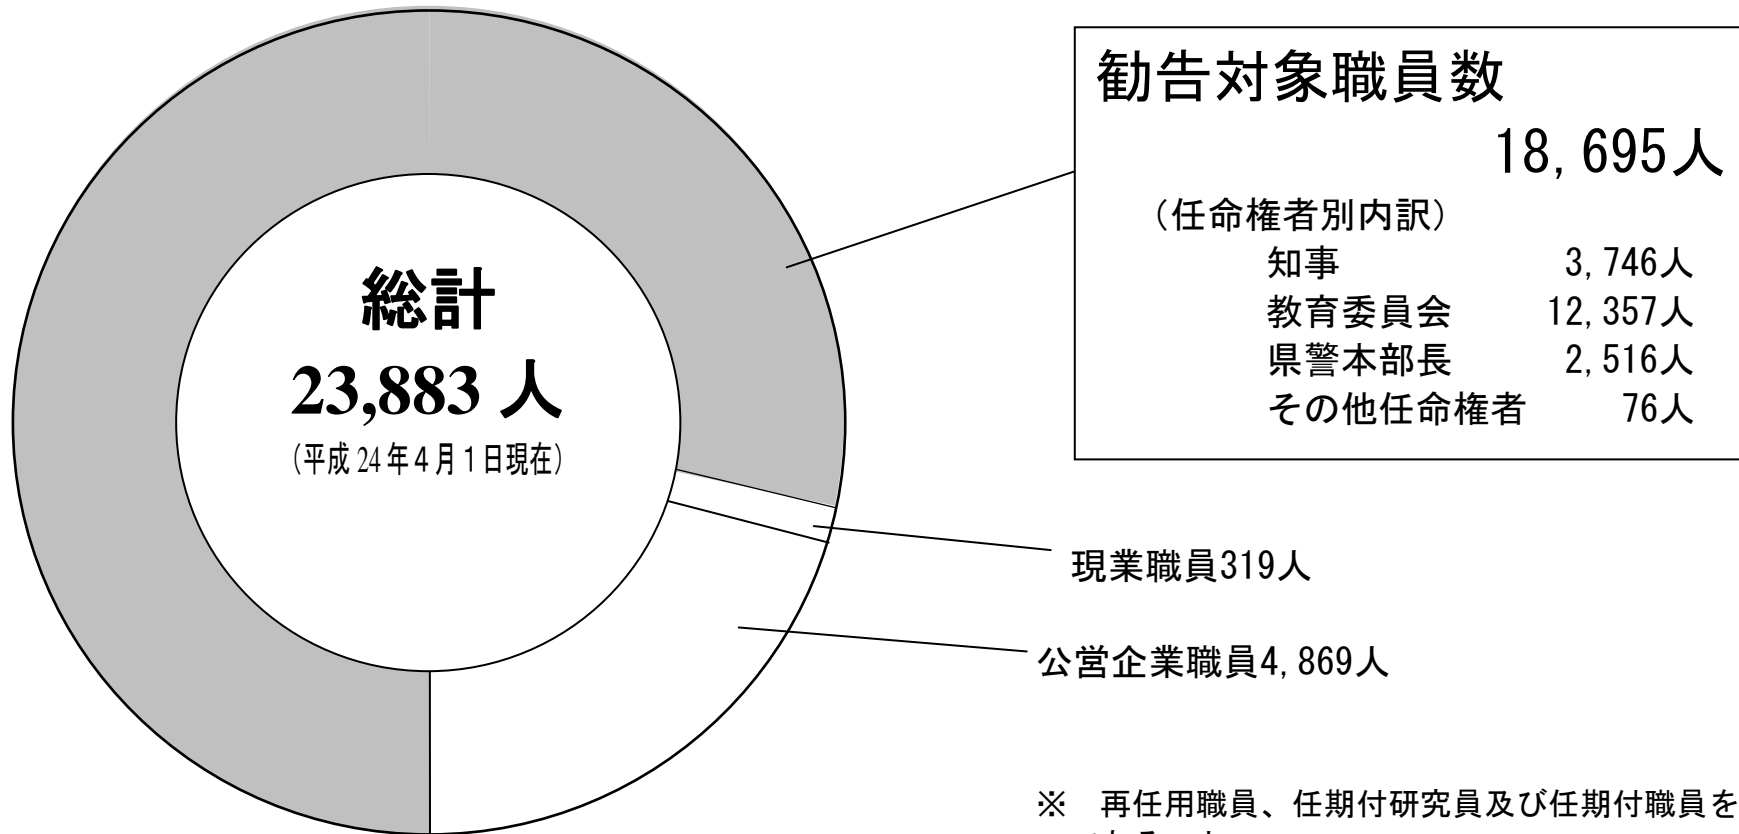 勧告対象職員数
18,695人
（任命権者別内訳）
知事 3,746人
教育委員会 12,357人
県警本部長 2,516人
その他任命権者 76人
総計
23,883 人
（平成 24 年４月１日現在）
現業職員319人
公営企業職員4,869人
※ 再任用職員、任期付研究員及び任期付職員を